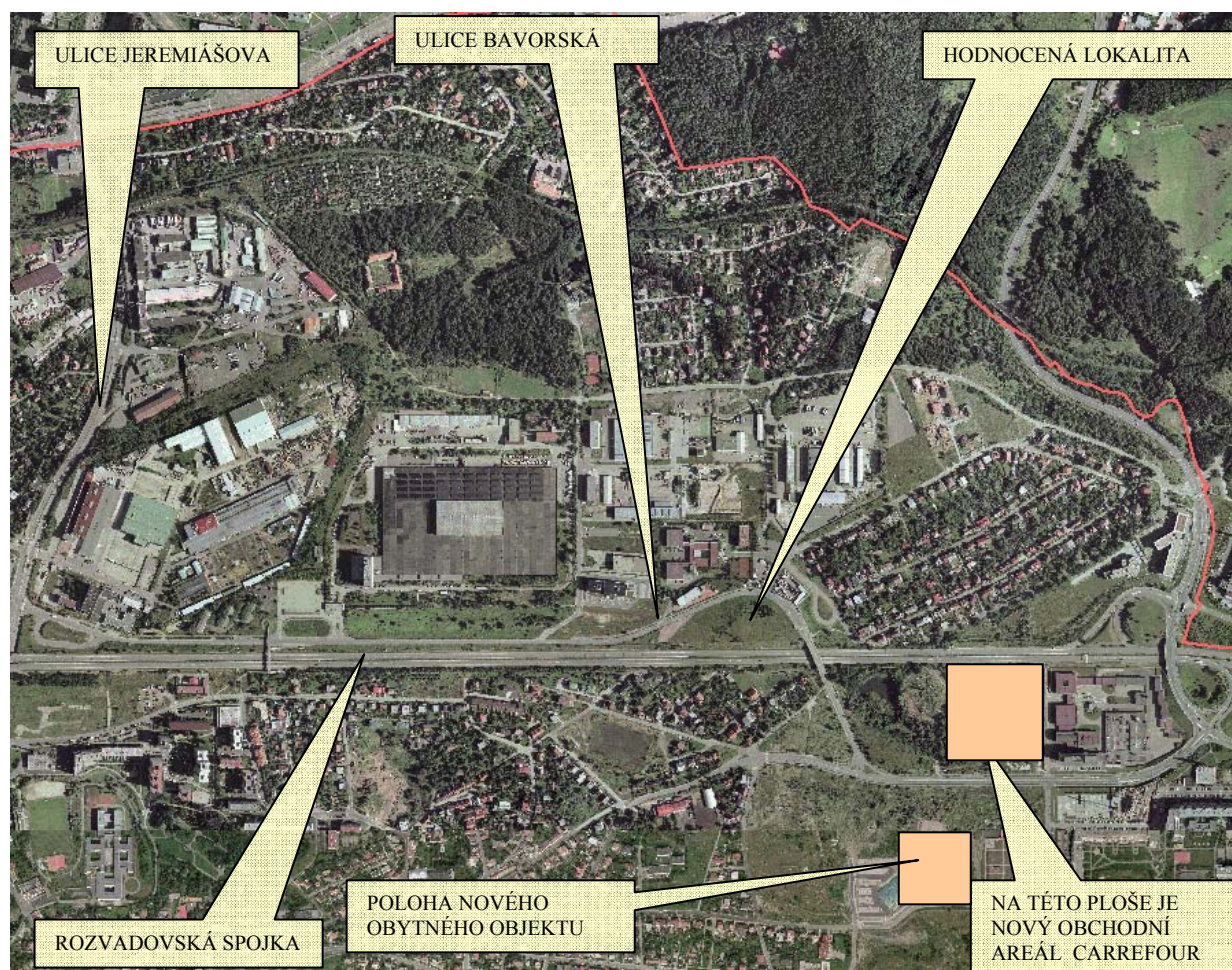 ULICE JEREMIÁŠOVA
ULICE BAVORSKÁ
HODNOCENÁ LOKALITA
ROZVADOVSKÁ SPOJKA
POLOHA NOVÉHO
OBYTNÉHO OBJEKTU
NA TÉTO PLOŠE JE
NOVÝ OBCHODNÍ
AREÁL CARREFOUR